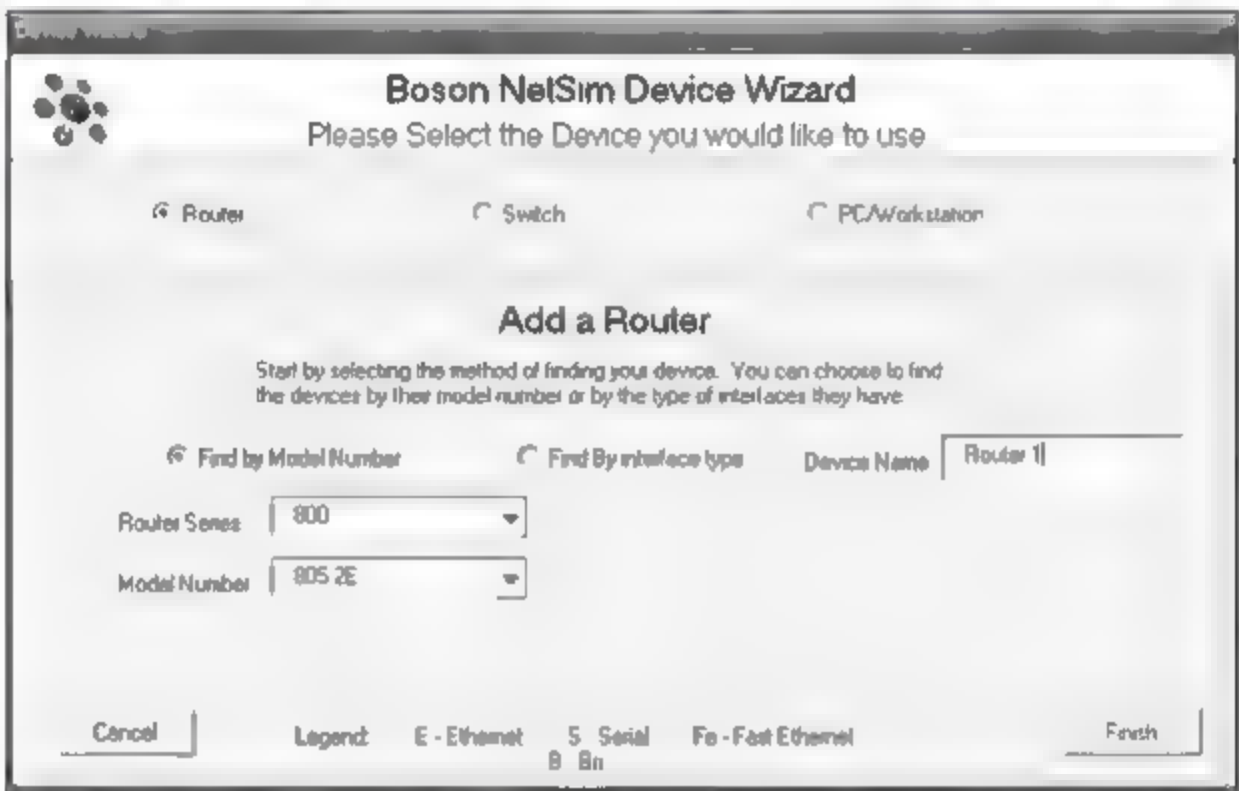 Boson NetSim Device Wizard
Please Select the Device you would like to use
Router Switch PC/Workstation
Add a Router
Start by selecting the method of finding your device. You can choose to find
the devices by their model number or by the type of interfaces they have
Find by Model Number Find By interface type Device Name Router 1
Router Series 800
Model Number 805 2E
Cancel Legend: E - Ethernet S Serial Fe - Fast Ethernet Finish
B Bri